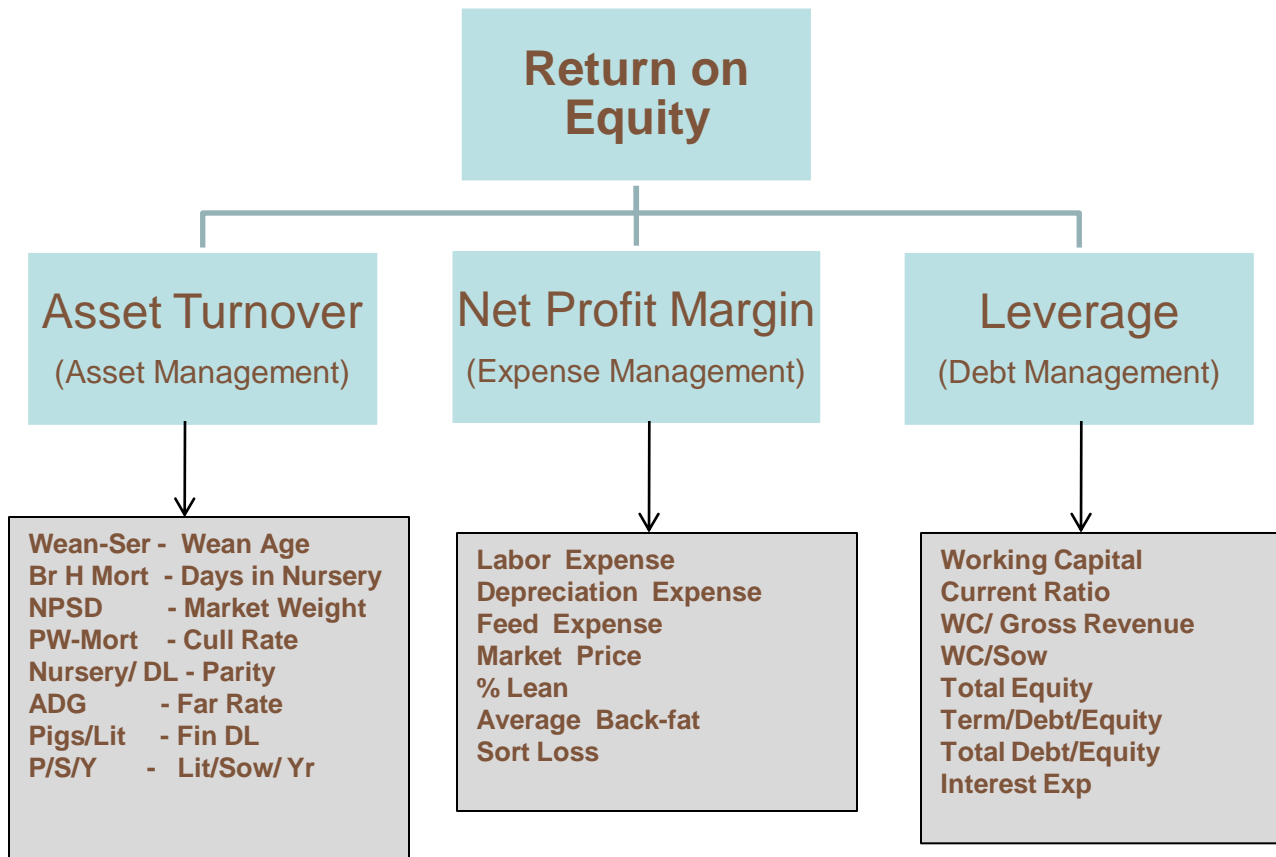 Return on
Equity
Asset Turnover
(Asset Management)
Net Profit Margin
(Expense Management)
Leverage
(Debt Management)
Wean-Ser - Wean Age
Br H Mort - Days in Nursery
NPSD - Market Weight
PW-Mort - Cull Rate
Nursery/ DL - Parity
ADG - Far Rate
Pigs/Lit - Fin DL
P/S/Y - Lit/Sow/ Yr
Labor Expense
Depreciation Expense
Feed Expense
Market Price
% Lean
Average Back-fat
Sort Loss
Working Capital
Current Ratio
WC/ Gross Revenue
WC/Sow
Total Equity
Term/Debt/Equity
Total Debt/Equity
Interest Exp